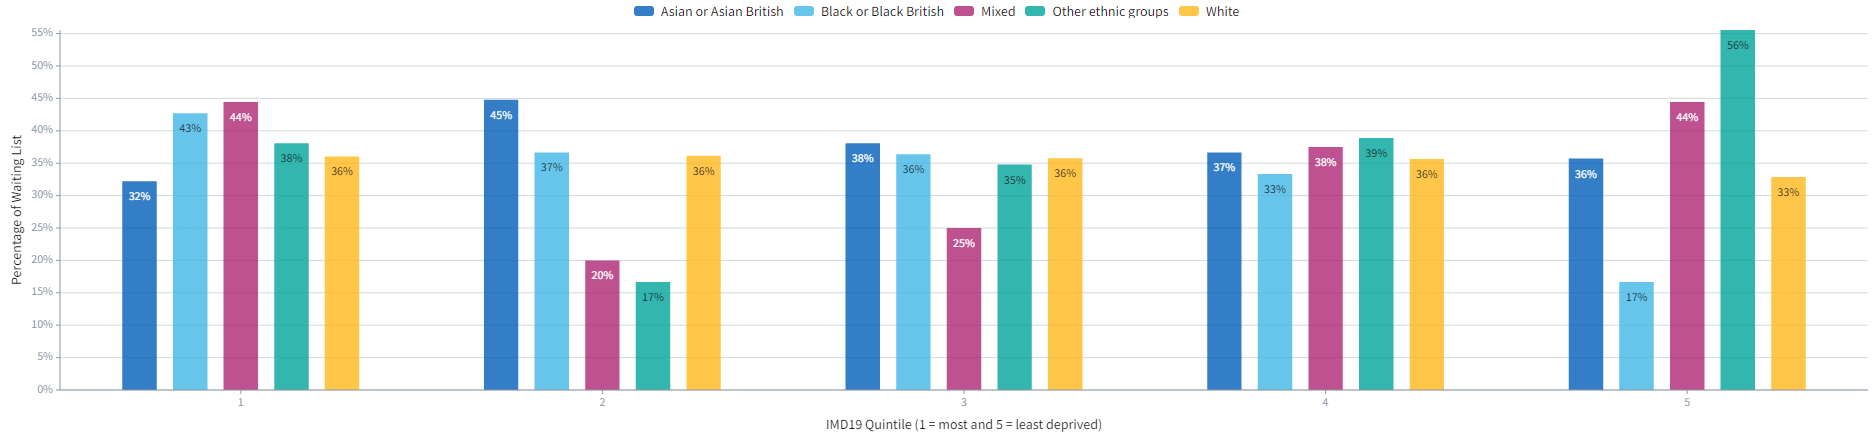 Asian or Asian British Black or Black British Mixed Other ethnic groups White
Percentage of Waiting List
55%
50%
45%
40%
35%
30%
25%
20%
15%
10%
5%
0%
32% 43% 44% 38% 36%
45% 37% 20% 17% 36%
38% 36% 25% 35% 36%
37% 33% 38% 39% 36%
36% 17% 44% 56% 33%
1 2 3 4 5
IMD19 Quintile (1 = most and 5 = least deprived)